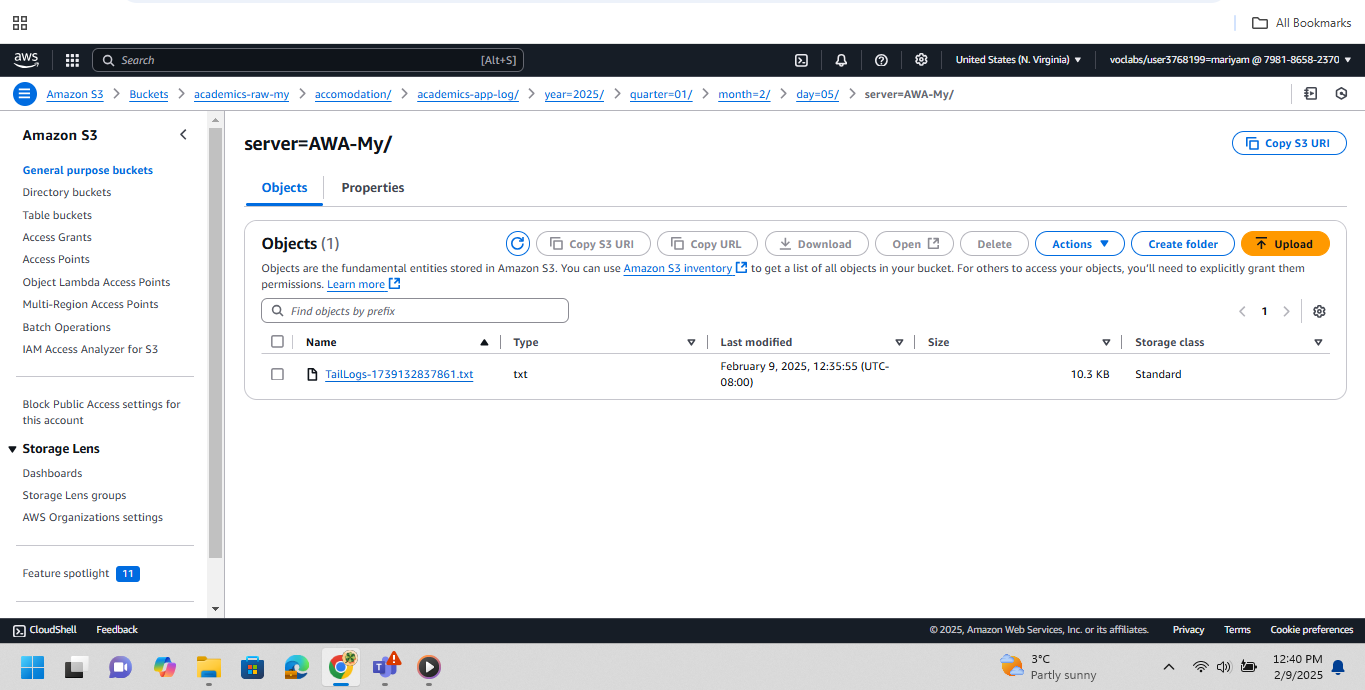 All Bookmarks
aws
Search [Alt+S]
United States (N. Virginia) ▼
voclabs/user3768199=mariyam @ 7981-8658-2370 ▼
Amazon S3 > Buckets > academics-raw-my > accomodation/ > academics-app-log/ > year=2025/ > quarter=01/ > month=2/ > day=05/ > server=AWA-My/
Amazon S3
General purpose buckets
Directory buckets
Table buckets
Access Grants
Access Points
Object Lambda Access Points
Multi-Region Access Points
Batch Operations
IAM Access Analyzer for S3
Block Public Access settings for
this account
Storage Lens
Dashboards
Storage Lens groups
AWS Organizations settings
Feature spotlight 11
server=AWA-My/
Copy S3 URI
Objects
Properties
Objects (1)
Copy S3 URI
Copy URL
Download
Open
Delete
Actions ▼
Create folder
Upload
Objects are the fundamental entities stored in Amazon S3. You can use Amazon S3 inventory to get a list of all objects in your bucket. For others to access your objects, you'll need to explicitly grant them
permissions. Learn more
Find objects by prefix
1
Name Type Last modified Size Storage class
TailLogs-1739132837861.txt txt February 9, 2025, 12:35:55 (UTC-
08:00) 10.3 KB Standard
CloudShell
Feedback
© 2025, Amazon Web Services, Inc. or its affiliates.
Privacy
Terms
Cookie preferences
3°C
Partly sunny
12:40 PM
2/9/2025